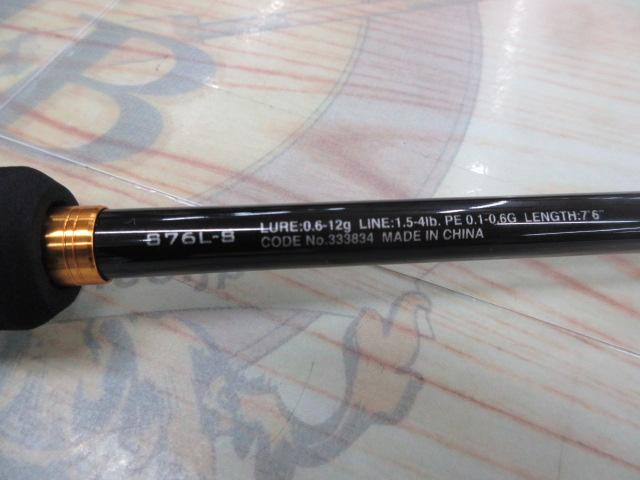 S76L-S
LURE:0.6-12g LINE:1.5-4lb. PE 0.1-0.6G LENGTH:7'6"
CODE No.333834 MADE IN CHINA
B